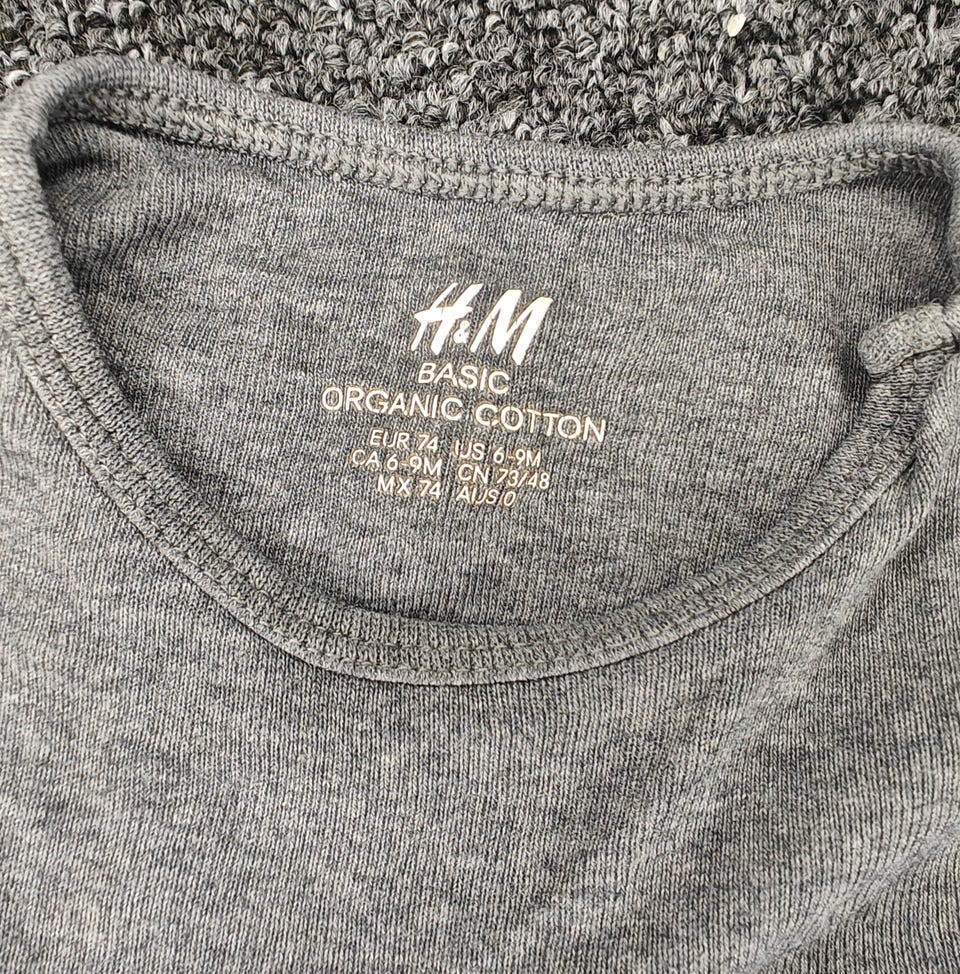 H&M
BASIC
ORGANIC COTTON
EUR 74 US 6-9M
CA 6-9M CN 73/48
MX 74 AUS 0